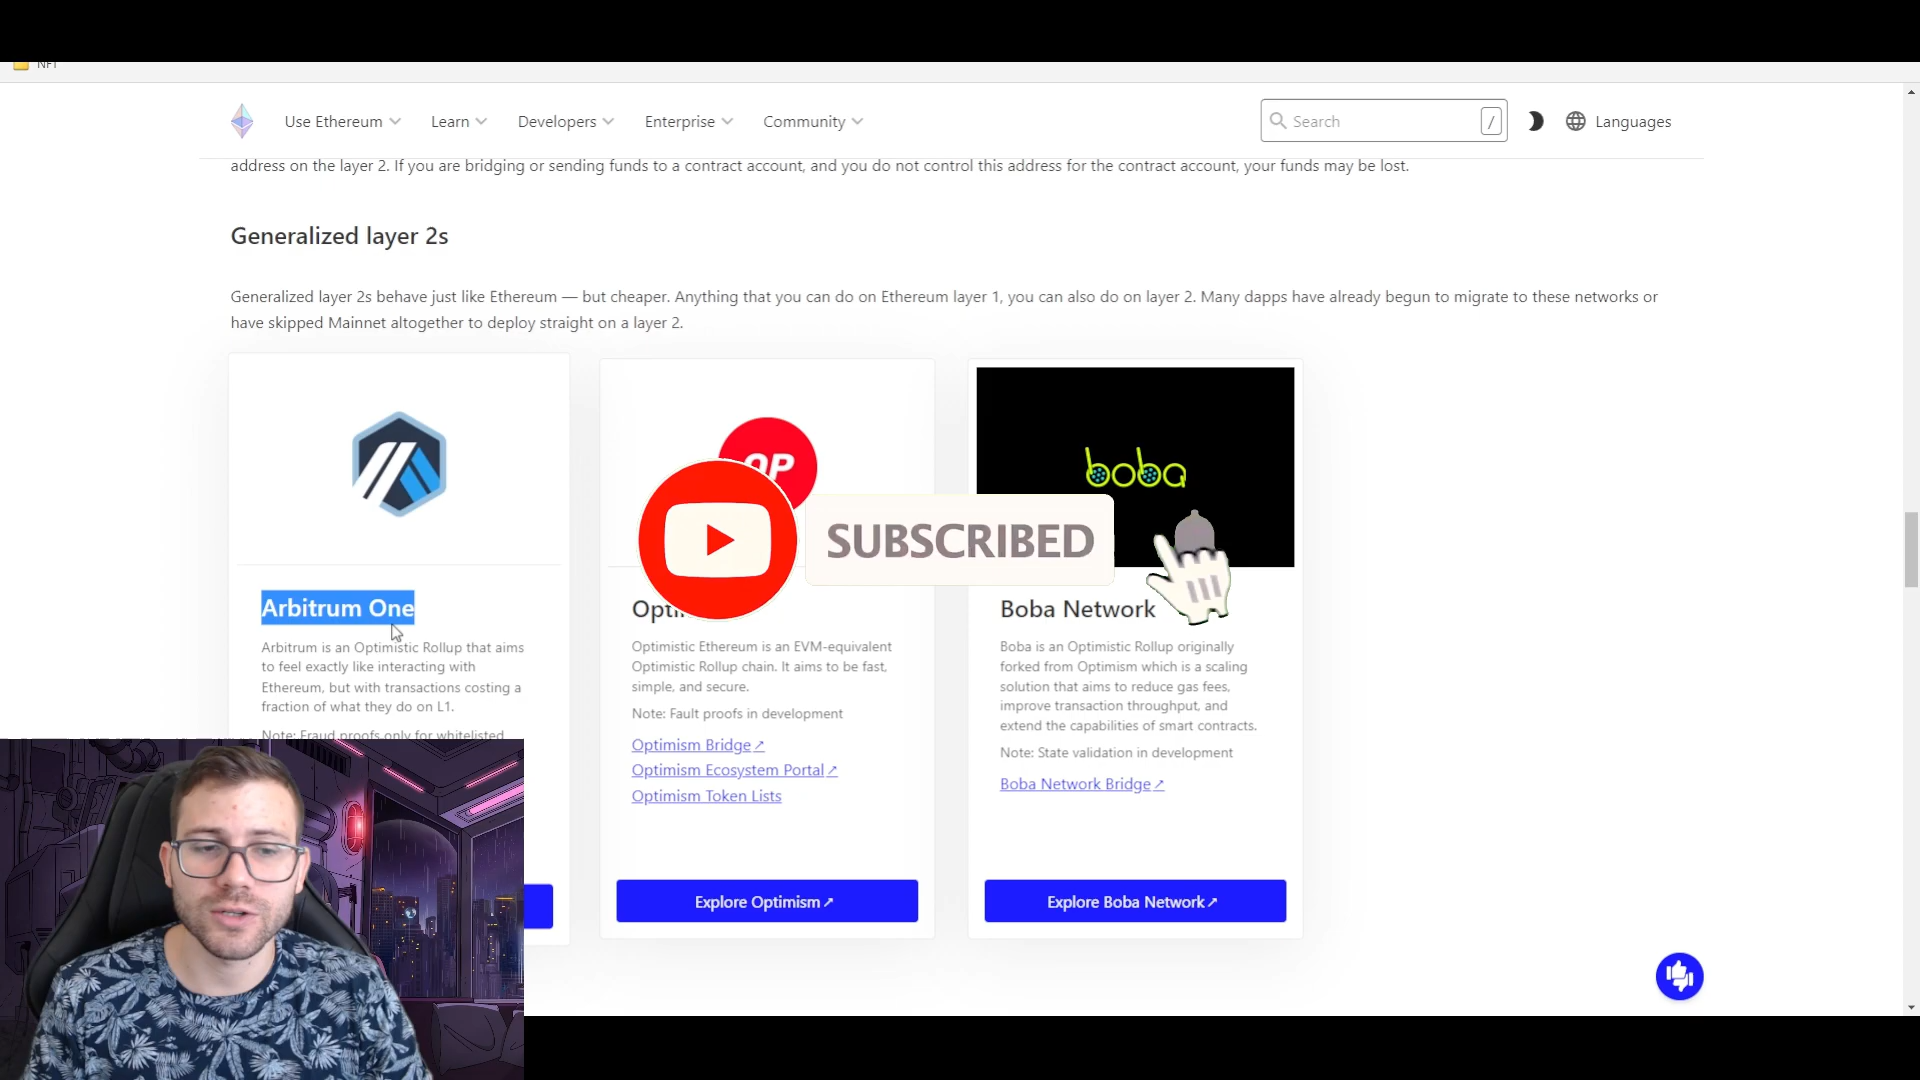 NFT
Use Ethereum
Learn
Developers
Enterprise
Community
Search
/
Languages
address on the layer 2. If you are bridging or sending funds to a contract account, and you do not control this address for the contract account, your funds may be lost.
Generalized layer 2s
Generalized layer 2s behave just like Ethereum — but cheaper. Anything that you can do on Ethereum layer 1, you can also do on layer 2. Many dapps have already begun to migrate to these networks or
have skipped Mainnet altogether to deploy straight on a layer 2.
Arbitrum One
Arbitrum is an Optimistic Rollup that aims
to feel exactly like interacting with
Ethereum, but with transactions costing a
fraction of what they do on L1.
Note: Fraud proofs only for whitelisted
OP
SUBSCRIBED
Opti
Optimistic Ethereum is an EVM-equivalent
Optimistic Rollup chain. It aims to be fast,
simple, and secure.
Note: Fault proofs in development
Optimism Bridge↗
Optimism Ecosystem Portal↗
Optimism Token Lists
Explore Optimism↗
boba
Boba Network
Boba is an Optimistic Rollup originally
forked from Optimism which is a scaling
solution that aims to reduce gas fees,
improve transaction throughput, and
extend the capabilities of smart contracts.
Note: State validation in development
Boba Network Bridge↗
Explore Boba Network↗